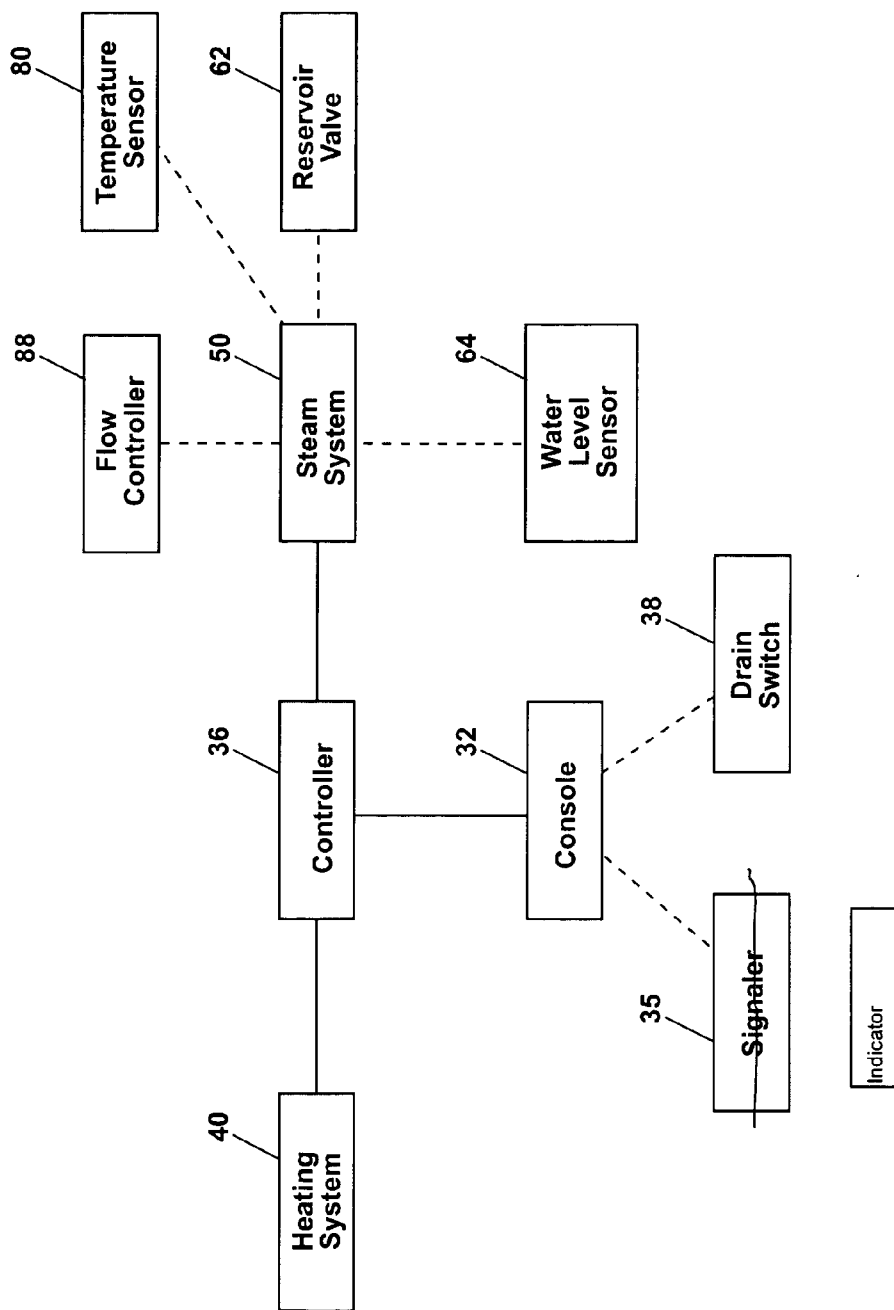 80
Temperature
Sensor
62
Reservoir
Valve
88
Flow
Controller
50
Steam
System
64
Water
Level
Sensor
36
Controller
32
Console
38
Drain
Switch
40
Heating
System
35
Signaler
Indicator